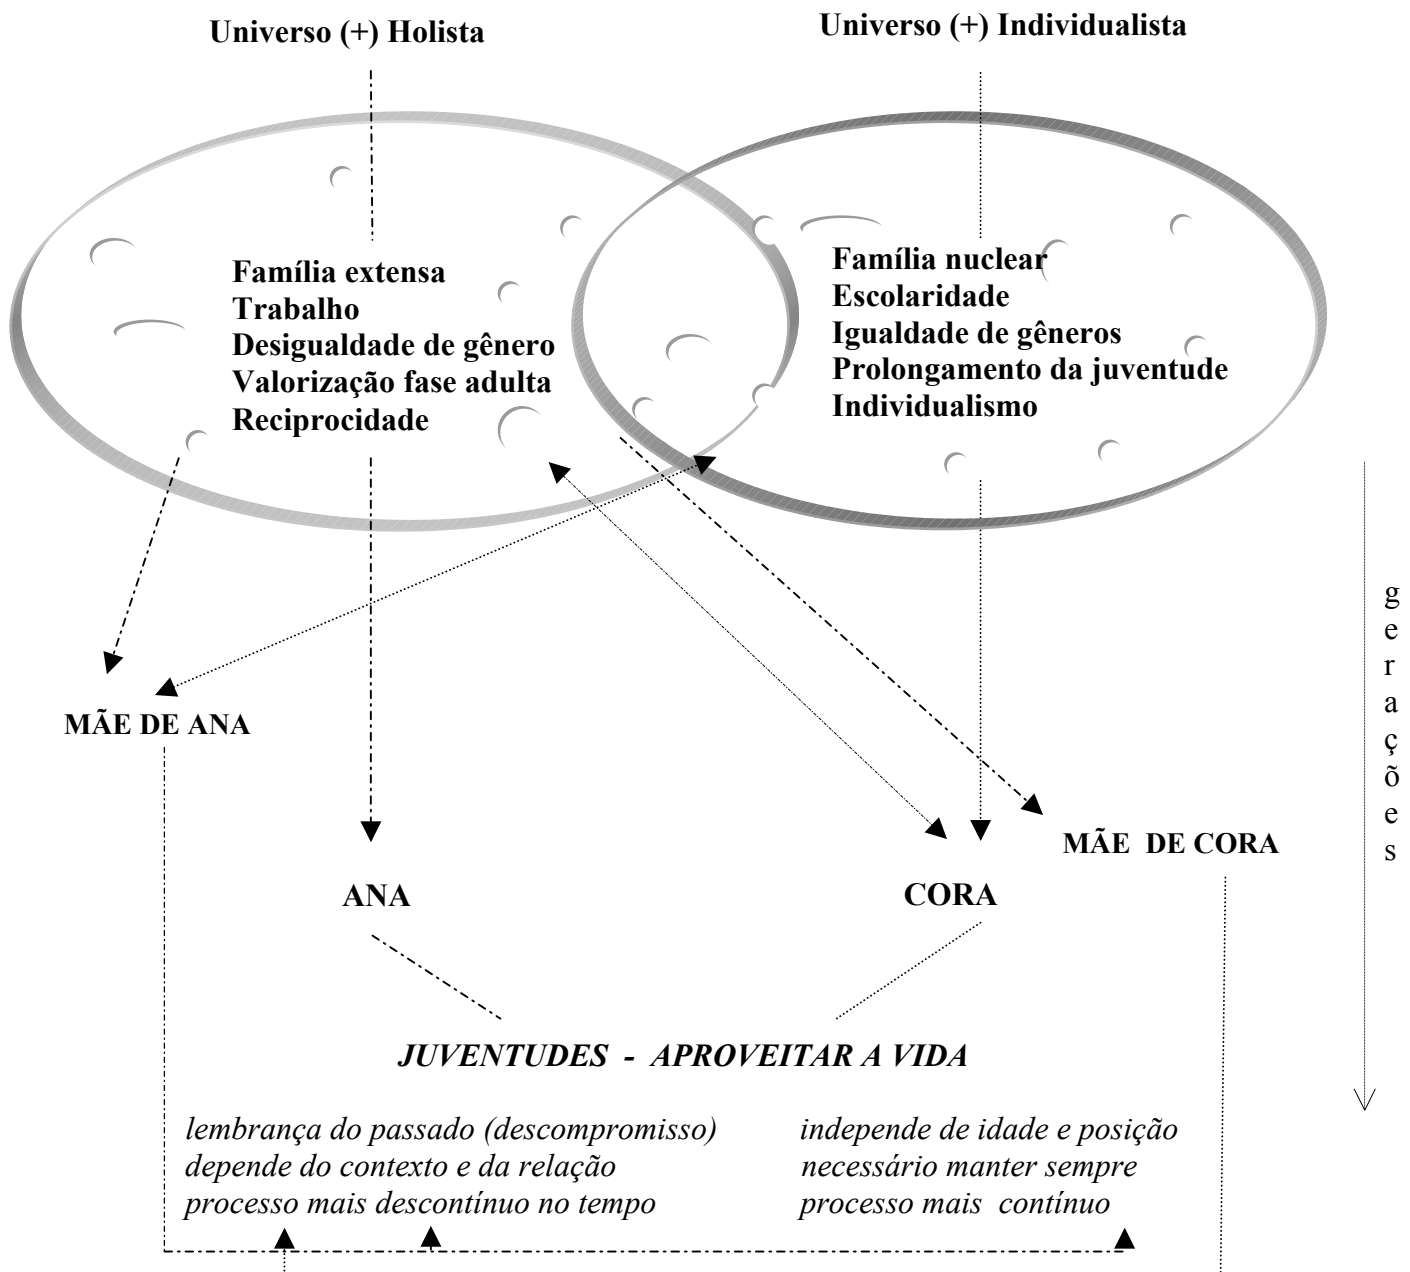 Universo (+) Holista
Universo (+) Individualista
Família extensa
Trabalho
Desigualdade de gênero
Valorização fase adulta
Reciprocidade
Família nuclear
Escolaridade
Igualdade de gêneros
Prolongamento da juventude
Individualismo
gerações
MÃE DE ANA
MÃE DE CORA
ANA
CORA
JUVENTUDES - APROVEITAR A VIDA
lembrança do passado (descompromisso)
depende do contexto e da relação
processo mais descontínuo no tempo
independe de idade e posição
necessário manter sempre
processo mais contínuo